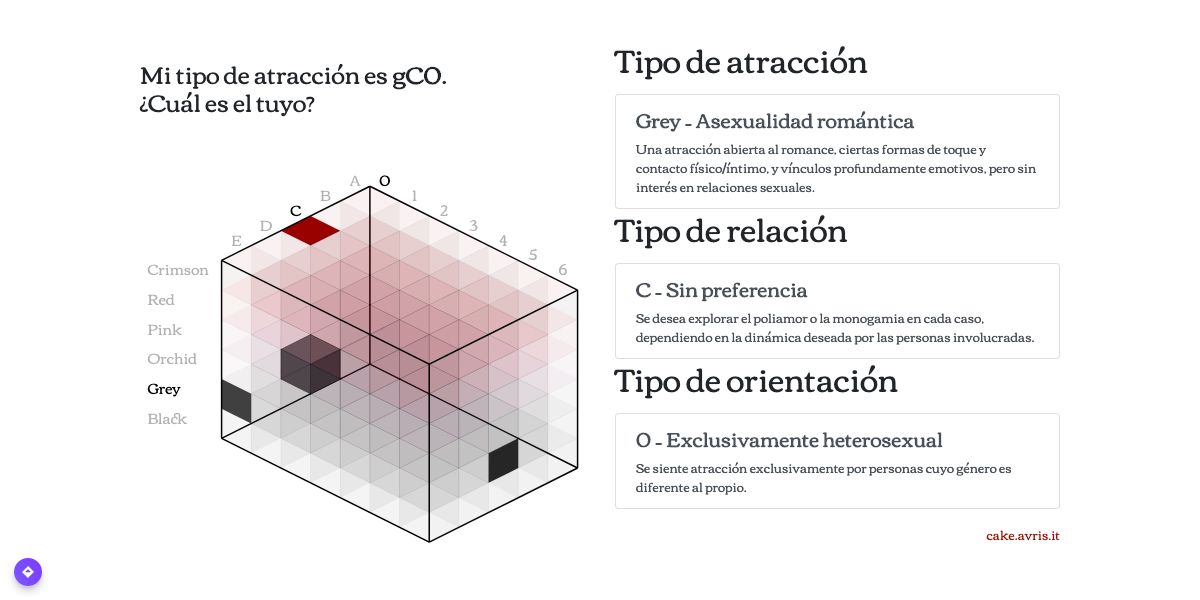 Mi tipo de atracción es gC0.
¿Cuál es el tuyo?
A
B
C
D
E
0
1
2
3
4
5
6
Crimson
Red
Pink
Orchid
Grey
Black
Tipo de atracción
Grey - Asexualidad romántica
Una atracción abierta al romance, ciertas formas de toque y
contacto físico/íntimo, y vínculos profundamente emotivos, pero sin
interés en relaciones sexuales.
Tipo de relación
C - Sin preferencia
Se desea explorar el poliamor o la monogamia en cada caso,
dependiendo en la dinámica deseada por las personas involucradas.
Tipo de orientación
0 - Exclusivamente heterosexual
Se siente atracción exclusivamente por personas cuyo género es
diferente al propio.
cake.avris.it